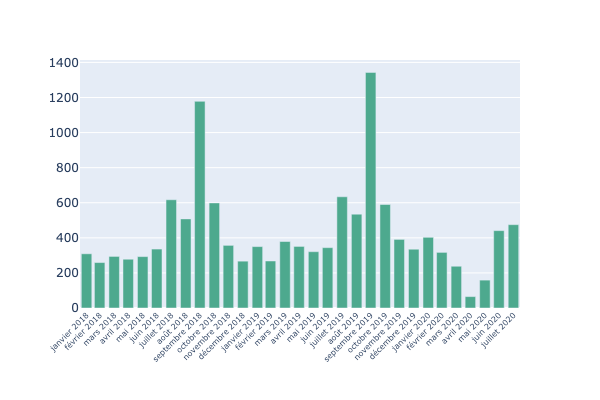 1400
1200
1000
800
600
400
200
0
janvier 2018
février 2018
mars 2018
avril 2018
mai 2018
juin 2018
juillet 2018
août 2018
septembre 2018
octobre 2018
novembre 2018
décembre 2018
janvier 2019
février 2019
mars 2019
avril 2019
mai 2019
juin 2019
juillet 2019
août 2019
septembre 2019
octobre 2019
novembre 2019
décembre 2019
janvier 2020
février 2020
mars 2020
avril 2020
mai 2020
juin 2020
juillet 2020